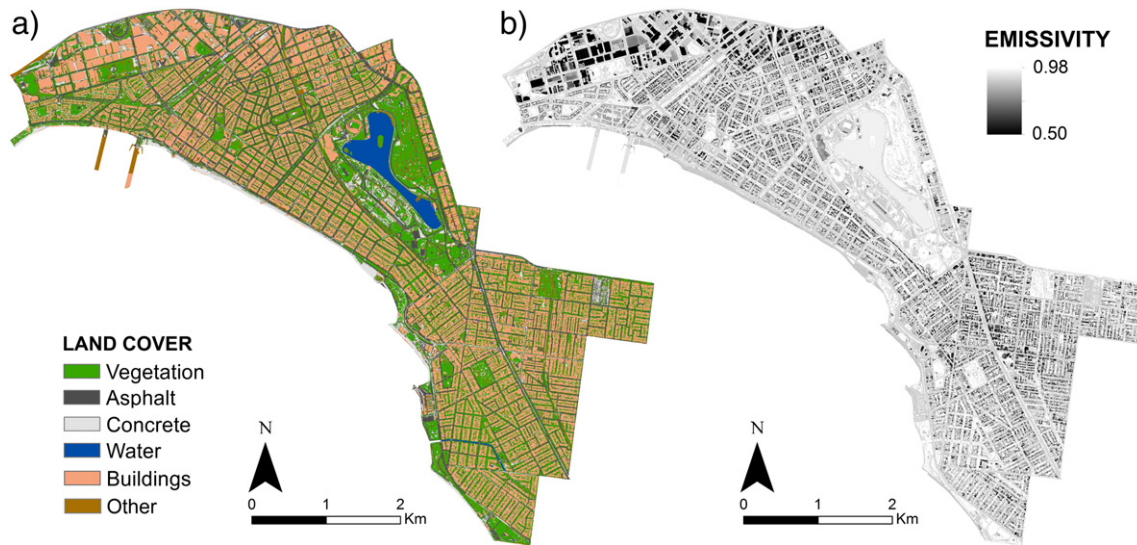 a)
b)
EMISSIVITY
0.98
0.50
LAND COVER
Vegetation
Asphalt
Concrete
Water
Buildings
Other
N
0 1 2
Km
N
0 1 2
Km